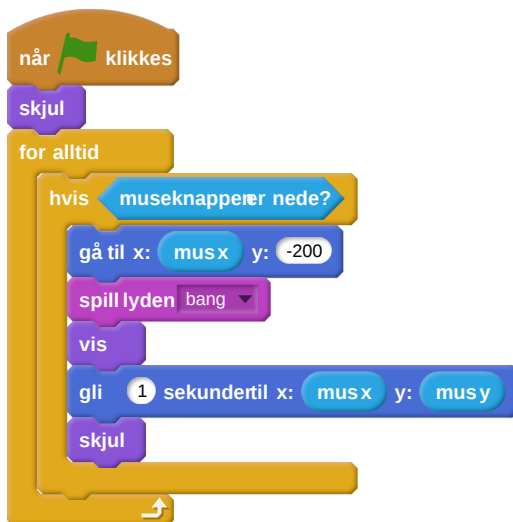 når klikkes
skjul
for alltid
hvis museknappen er nede?
gå til x: mus x y: -200
spill lyden bang
vis
gli 1 sekunder til x: mus x y: mus y
skjul